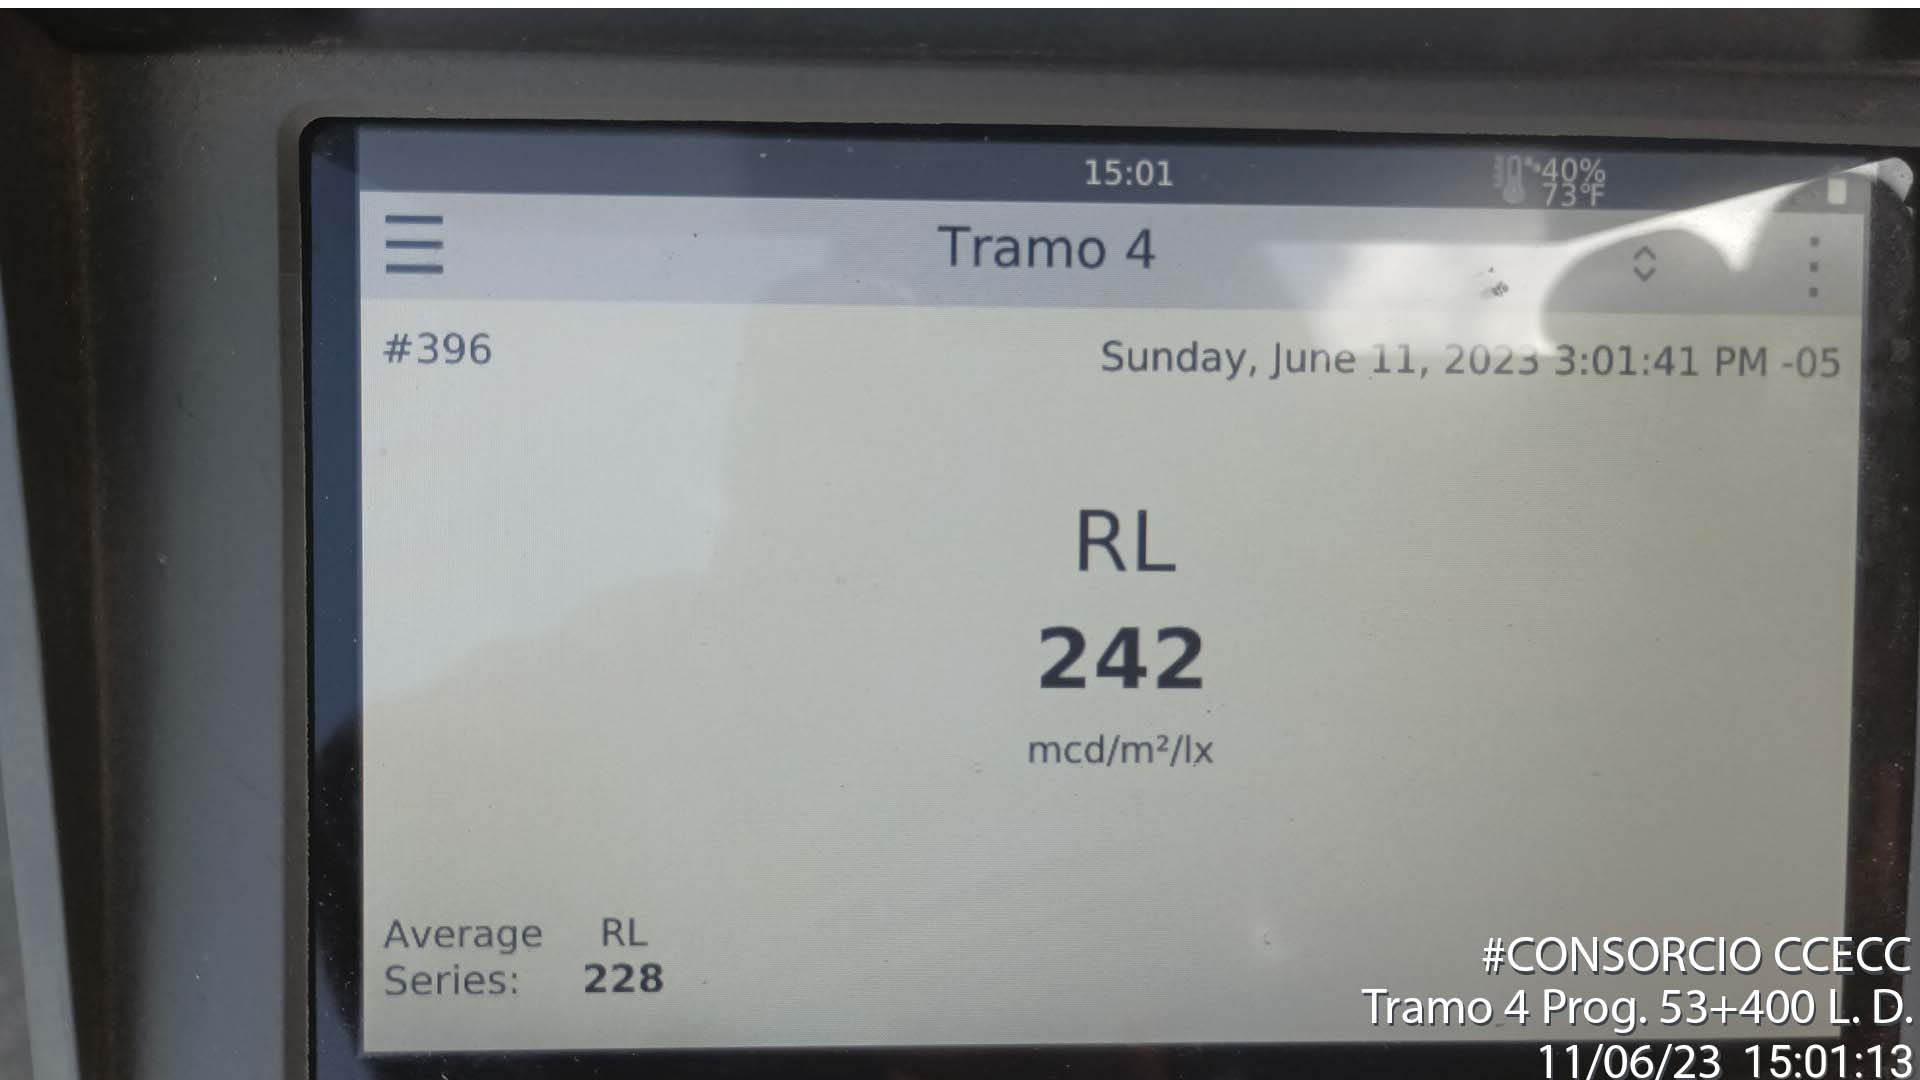 15:01
40%
73°F
Tramo 4
#396
Sunday, June 11, 2023 3:01:41 PM -05
RL
242
mcd/m²/lx
Average RL
Series: 228
#CONSORCIO CCECC
Tramo 4 Prog. 53+400 L. D.
11/06/23 15:01:13